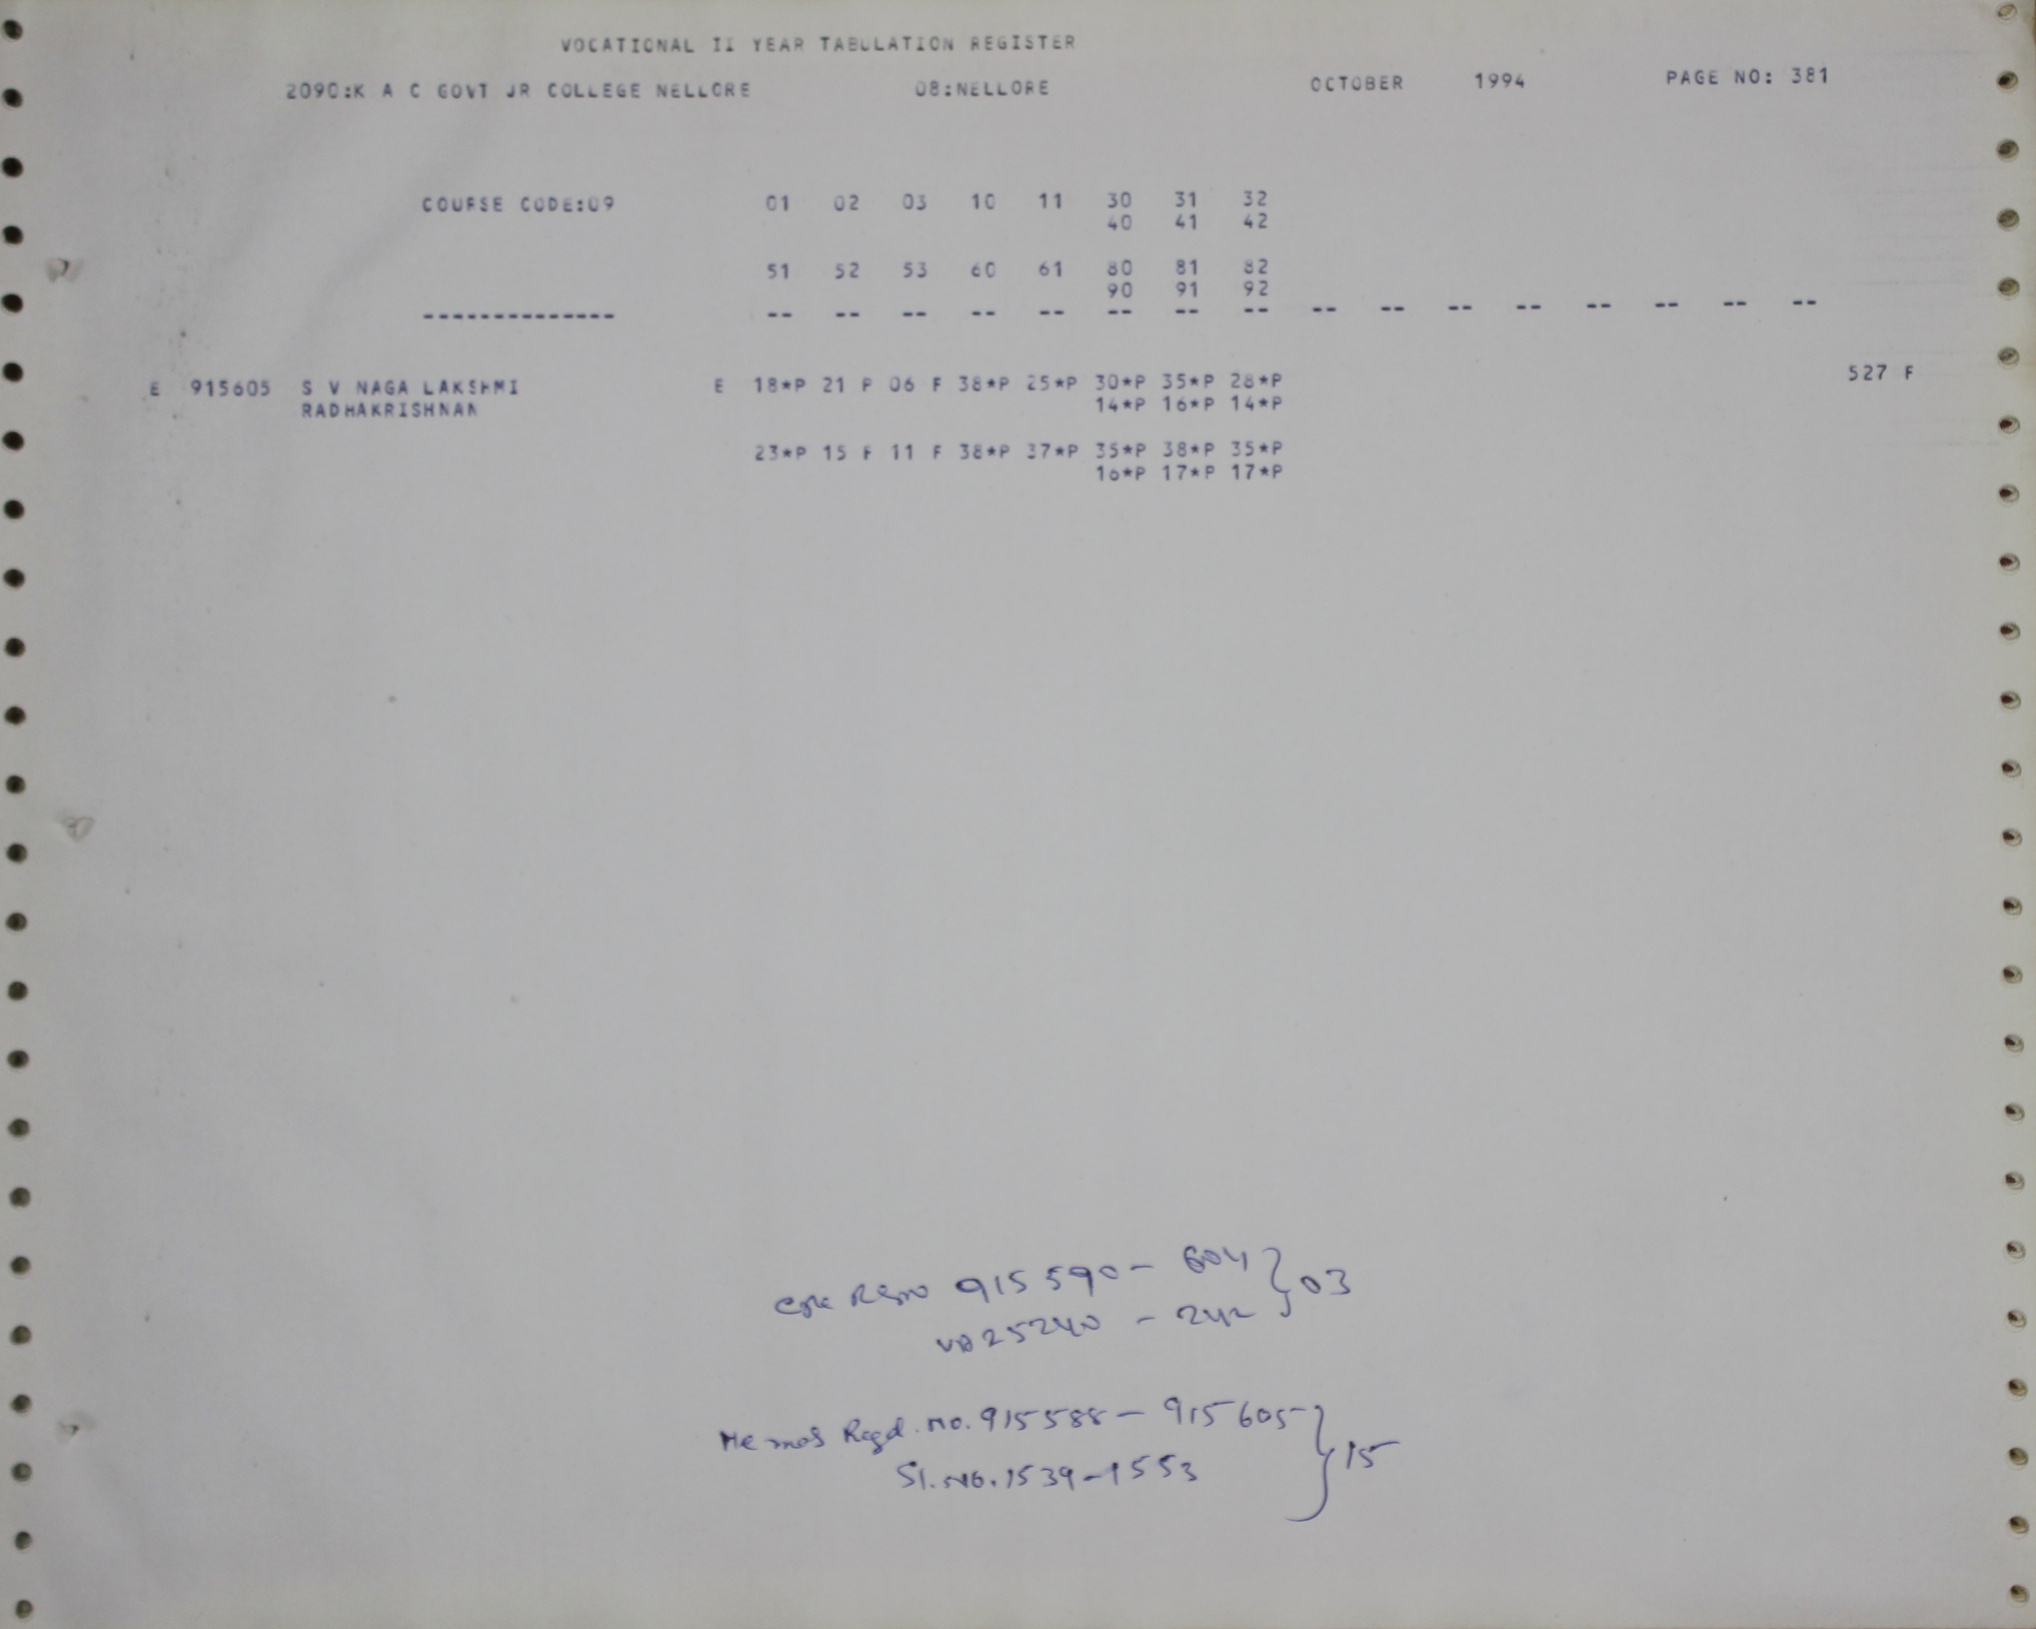 VOCATIONAL II YEAR TABULATION REGISTER
2090:K A C GOVT JR COLLEGE NELLORE 08:NELLORE OCTOBER 1994 PAGE NO: 381
COURSE CODE:09 01 02 03 10 11 30 31 32
40 41 42
51 52 53 60 61 80 81 82
90 91 92
-------------- -- -- -- -- -- -- -- -- -- -- -- -- -- -- -- --
E 915605 S V NAGA LAKSHMI E 18*P 21 P 06 F 38*P 25*P 30*P 35*P 28*P 527 F
RADHAKRISHNAN 14*P 16*P 14*P
23*P 15 F 11 F 38*P 37*P 35*P 38*P 35*P
16*P 17*P 17*P
915590 - 604 } 03
25240 - 242
Memos Regd. No. 915588 - 915605 } 15
Sl. No. 1539-1553